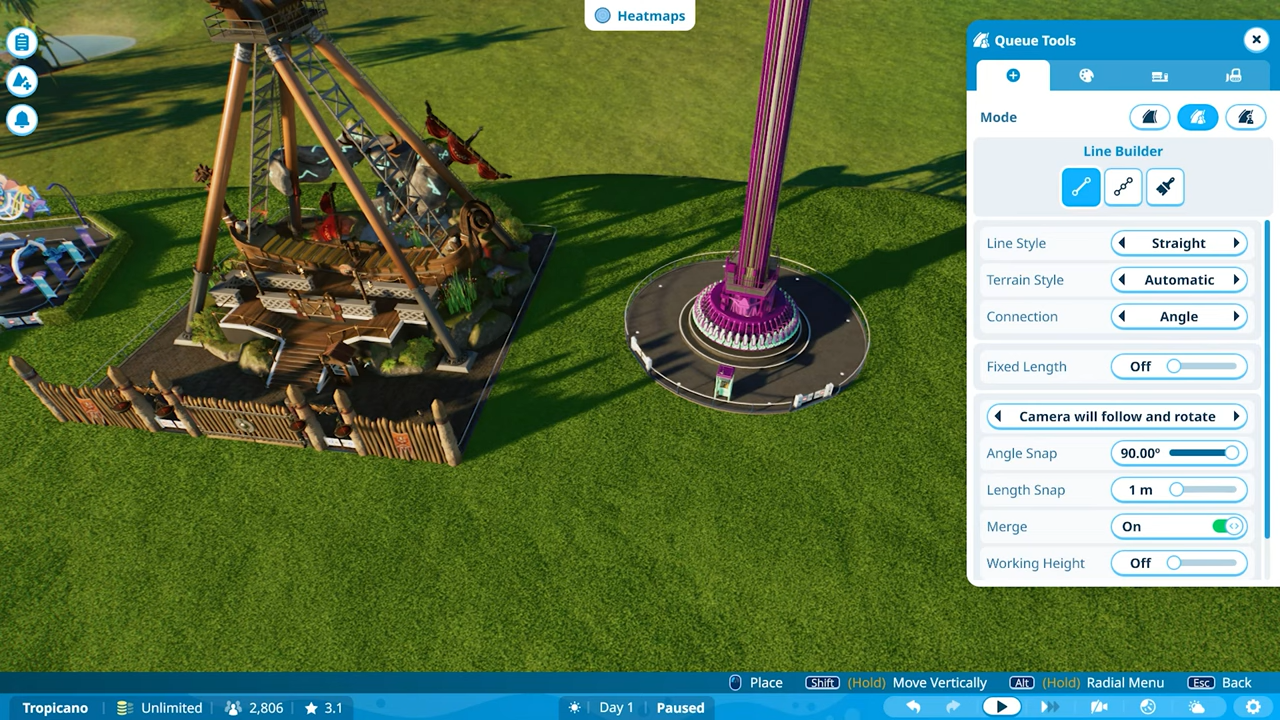 Heatmaps
Queue Tools
Mode
Line Builder
Line Style Straight
Terrain Style Automatic
Connection Angle
Fixed Length Off
Camera will follow and rotate
Angle Snap 90.00°
Length Snap 1 m
Merge On
Working Height Off
Place Shift (Hold) Move Vertically Alt (Hold) Radial Menu Esc Back
Tropicano Unlimited 2,806 3.1 Day 1 Paused